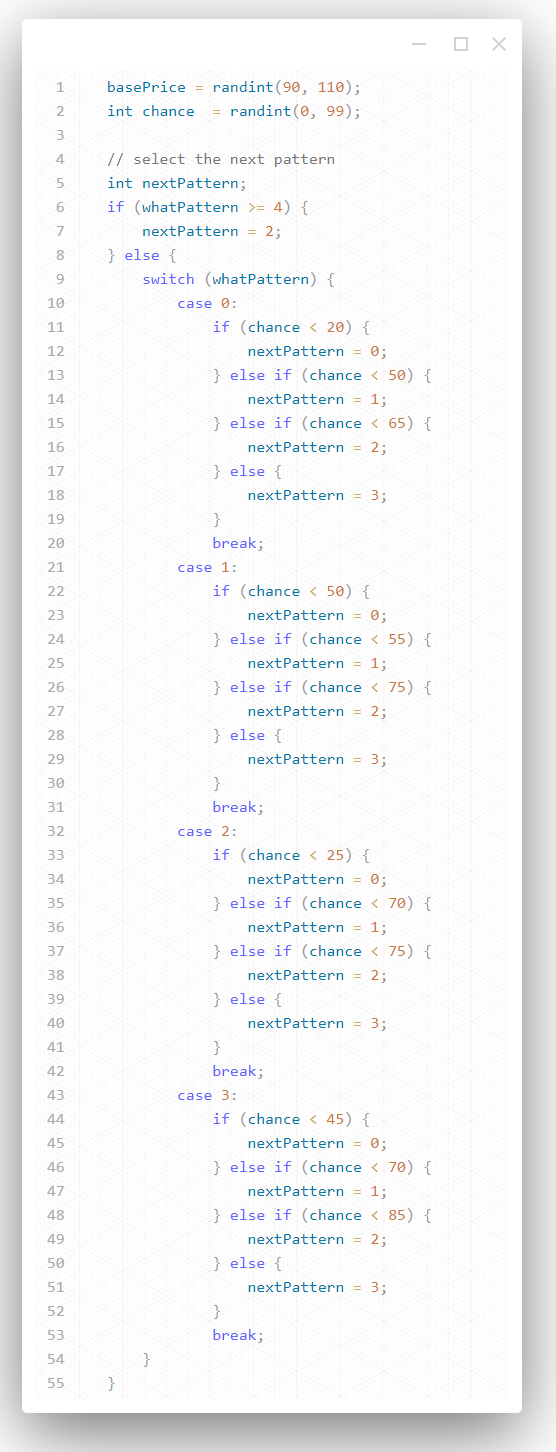 1 basePrice = randint(90, 110);
2 int chance  = randint(0, 99);
3
4 // select the next pattern
5 int nextPattern;
6 if (whatPattern >= 4) {
7     nextPattern = 2;
8 } else {
9     switch (whatPattern) {
10         case 0:
11             if (chance < 20) {
12                 nextPattern = 0;
13             } else if (chance < 50) {
14                 nextPattern = 1;
15             } else if (chance < 65) {
16                 nextPattern = 2;
17             } else {
18                 nextPattern = 3;
19             }
20             break;
21         case 1:
22             if (chance < 50) {
23                 nextPattern = 0;
24             } else if (chance < 55) {
25                 nextPattern = 1;
26             } else if (chance < 75) {
27                 nextPattern = 2;
28             } else {
29                 nextPattern = 3;
30             }
31             break;
32         case 2:
33             if (chance < 25) {
34                 nextPattern = 0;
35             } else if (chance < 70) {
36                 nextPattern = 1;
37             } else if (chance < 75) {
38                 nextPattern = 2;
39             } else {
40                 nextPattern = 3;
41             }
42             break;
43         case 3:
44             if (chance < 45) {
45                 nextPattern = 0;
46             } else if (chance < 70) {
47                 nextPattern = 1;
48             } else if (chance < 85) {
49                 nextPattern = 2;
50             } else {
51                 nextPattern = 3;
52             }
53             break;
54     }
55 }